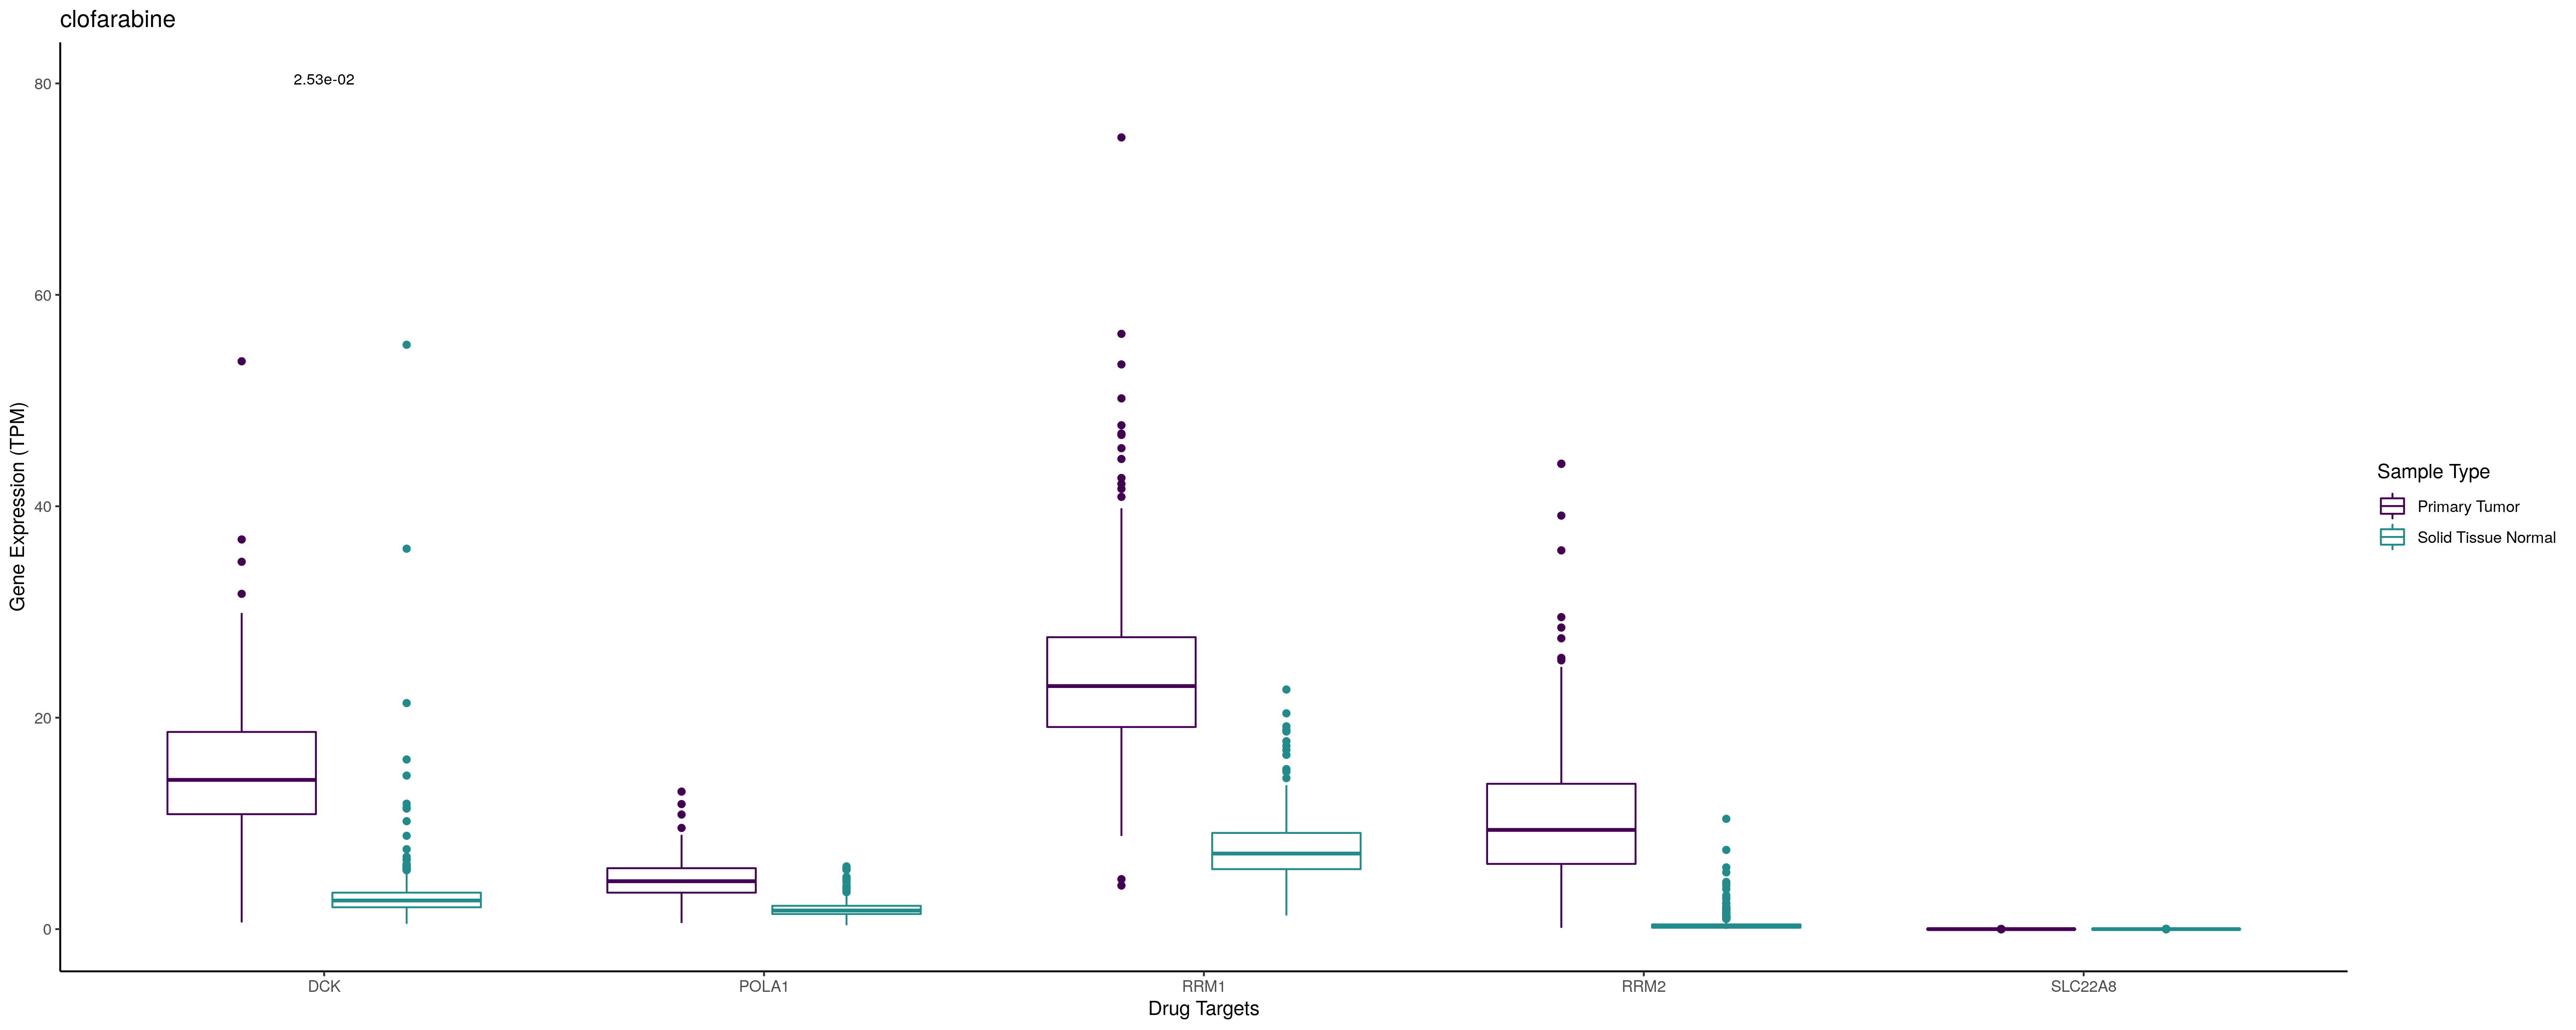 clofarabine
2.53e-02
80
60
40
20
0
Gene Expression (TPM)
DCK
POLA1
RRM1
RRM2
SLC22A8
Drug Targets
Sample Type
Primary Tumor
Solid Tissue Normal